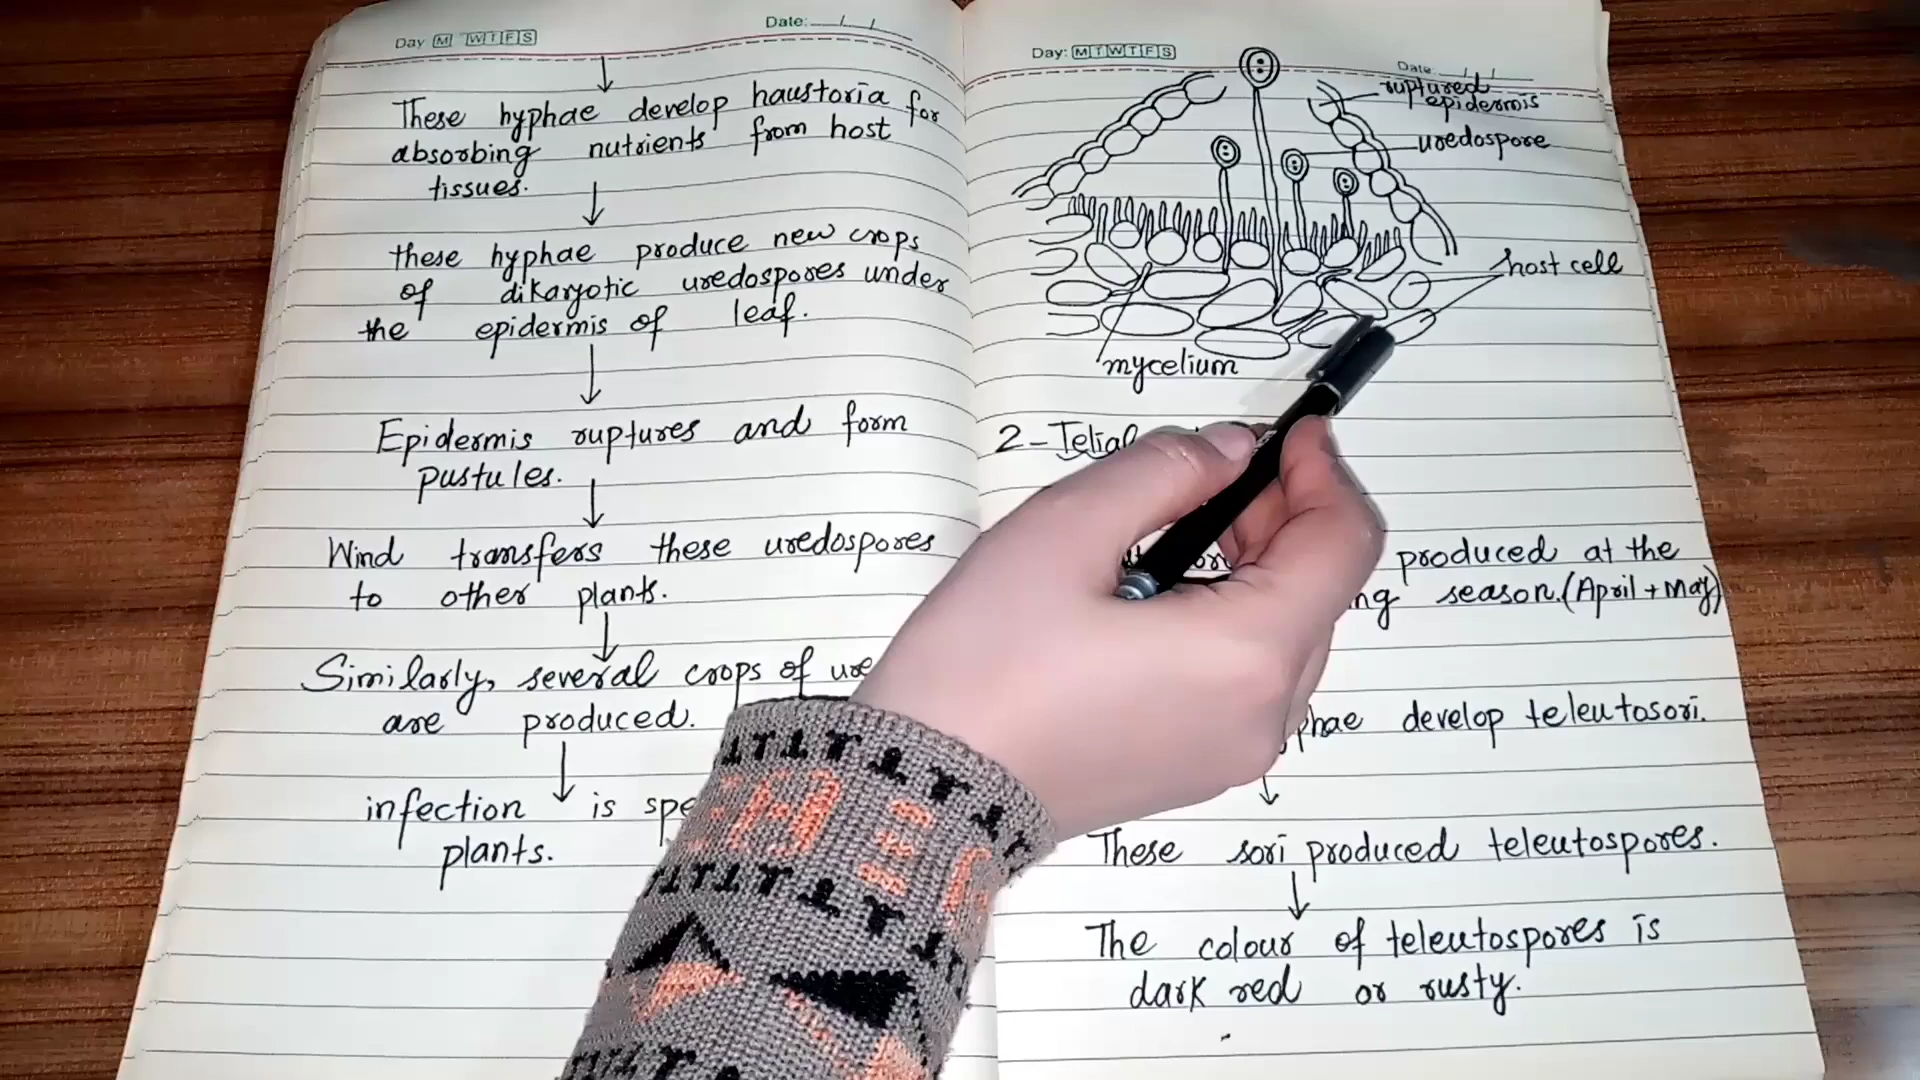 Day M W T F S
Date: / /
These hyphae develop haustoria for
absorbing nutrients from host
tissues.
these hyphae produce new crops
of dikaryotic uredospores under
the epidermis of leaf.
Epidermis ruptures and form
pustules.
Wind transfers these uredospores
to other plants.
Similarly, several crops of
are produced.
infection is
plants.
Day: M T W T F S
Date: / /
ruptured
epidermis
uredospore
host cell
mycelium
2- Telial
produced at the
season. (April + May)
develop teleutosori.
These sori produced teleutospores.
The colour of teleutospores is
dark red or rusty.